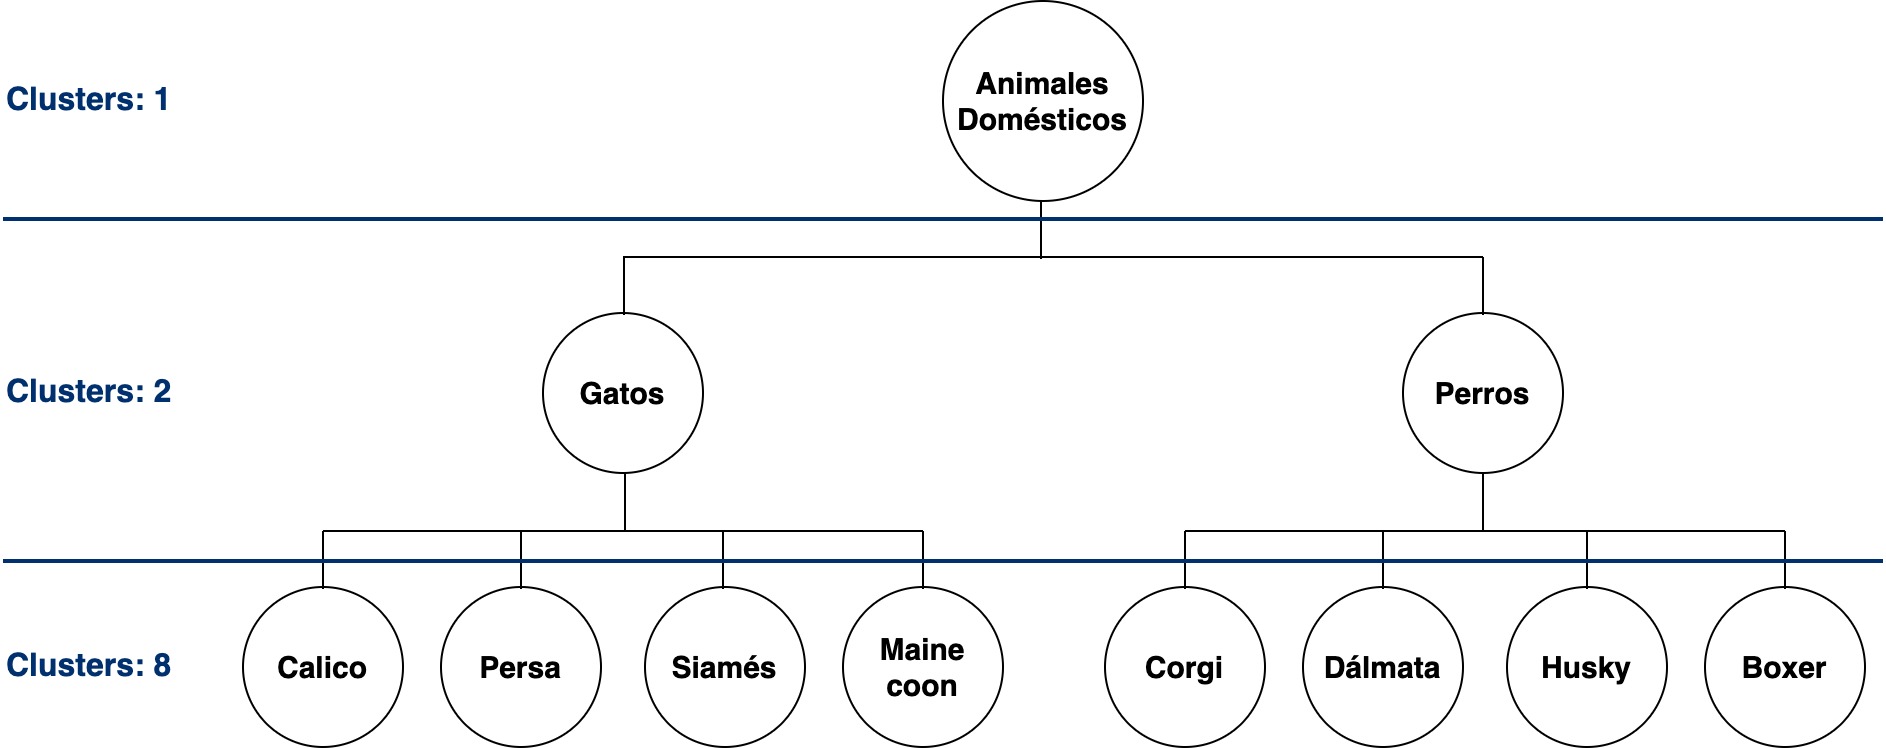 Clusters: 1
Animales
Domésticos
Clusters: 2
Gatos
Perros
Clusters: 8
Calico
Persa
Siamés
Maine
coon
Corgi
Dálmata
Husky
Boxer